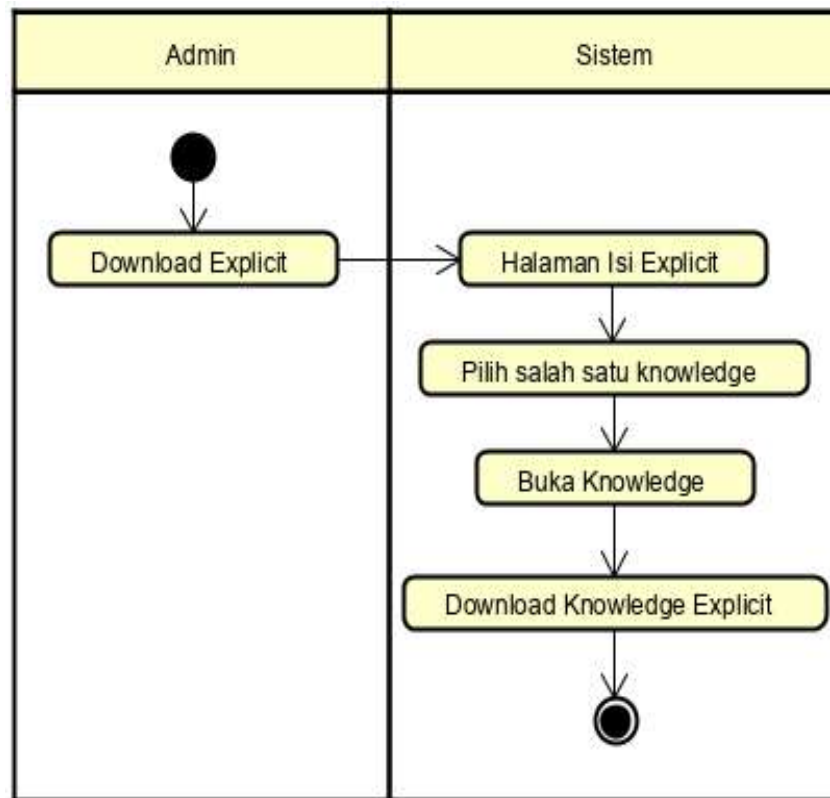 Admin
Sistem
Download Explicit
Halaman Isi Explicit
Pilih salah satu knowledge
Buka Knowledge
Download Knowledge Explicit